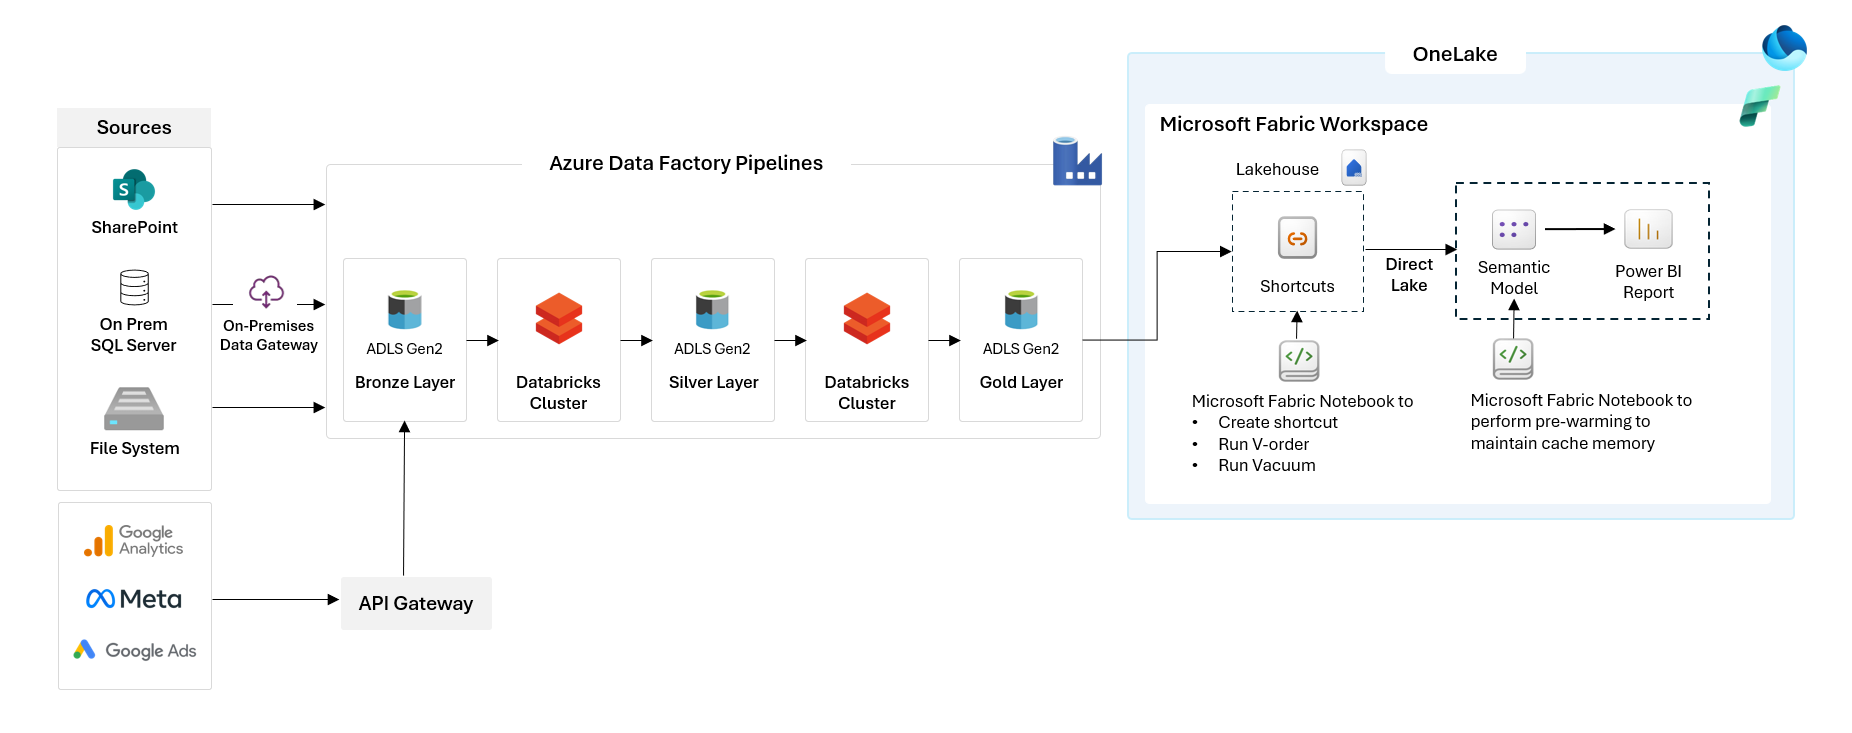 Sources
SharePoint
On Prem
SQL Server
File System
On-Premises
Data Gateway
Google
Analytics
Meta
Google Ads
API Gateway
Azure Data Factory Pipelines
ADLS Gen2
Bronze Layer
Databricks
Cluster
ADLS Gen2
Silver Layer
Databricks
Cluster
ADLS Gen2
Gold Layer
OneLake
Microsoft Fabric Workspace
Lakehouse
Shortcuts
Direct
Lake
Semantic
Model
Power BI
Report
Microsoft Fabric Notebook to
• Create shortcut
• Run V-order
• Run Vacuum
Microsoft Fabric Notebook to
perform pre-warming to
maintain cache memory